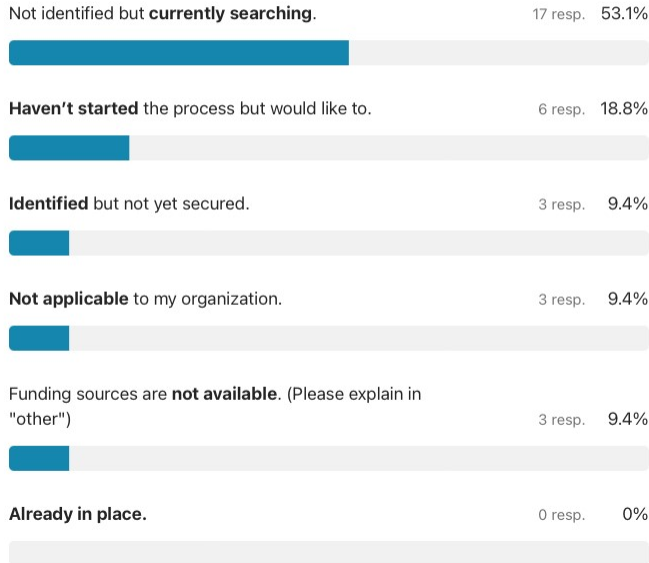 Not identified but currently searching. 17 resp. 53.1%
Haven’t started the process but would like to. 6 resp. 18.8%
Identified but not yet secured. 3 resp. 9.4%
Not applicable to my organization. 3 resp. 9.4%
Funding sources are not available. (Please explain in
"other") 3 resp. 9.4%
Already in place. 0 resp. 0%